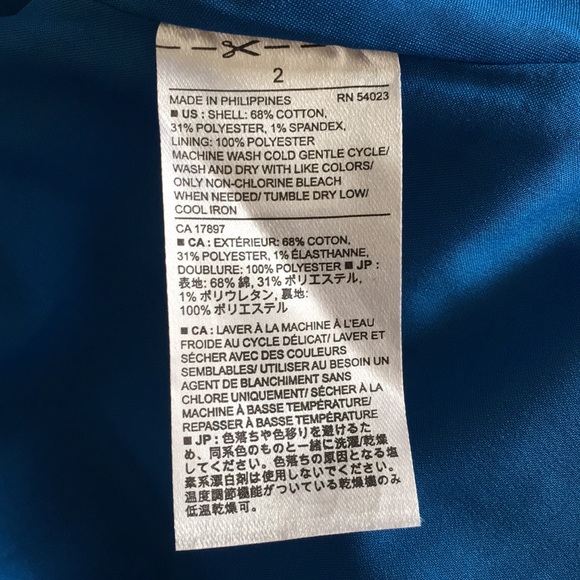 2
MADE IN PHILIPPINES RN 54023
■ US : SHELL: 68% COTTON,
31% POLYESTER, 1% SPANDEX,
LINING: 100% POLYESTER
MACHINE WASH COLD GENTLE CYCLE/
WASH AND DRY WITH LIKE COLORS/
ONLY NON-CHLORINE BLEACH
WHEN NEEDED/ TUMBLE DRY LOW/
COOL IRON
CA 17897
■ CA : EXTÉRIEUR: 68% COTON,
31% POLYESTER, 1% ÉLASTHANNE,
DOUBLURE: 100% POLYESTER ■ JP :
表地: 68% 綿, 31% ポリエステル,
1% ポリウレタン, 裏地:
100% ポリエステル
■ CA : LAVER À LA MACHINE À L'EAU
FROIDE AU CYCLE DÉLICAT/ LAVER ET
SÉCHER AVEC DES COULEURS
SEMBLABLES/ UTILISER AU BESOIN UN
AGENT DE BLANCHIMENT SANS
CHLORE UNIQUEMENT/ SÉCHER À LA
MACHINE À BASSE TEMPÉRATURE/
REPASSER À BASSE TEMPÉRATURE
■ JP : 色落ちや色移りを避けるた
め、同系色のものと一緒に洗濯/乾燥
してください。色落ちの原因となる塩
素系漂白剤は使用しないでください。
温度調節機能がついている乾燥機のみ
低温乾燥可。